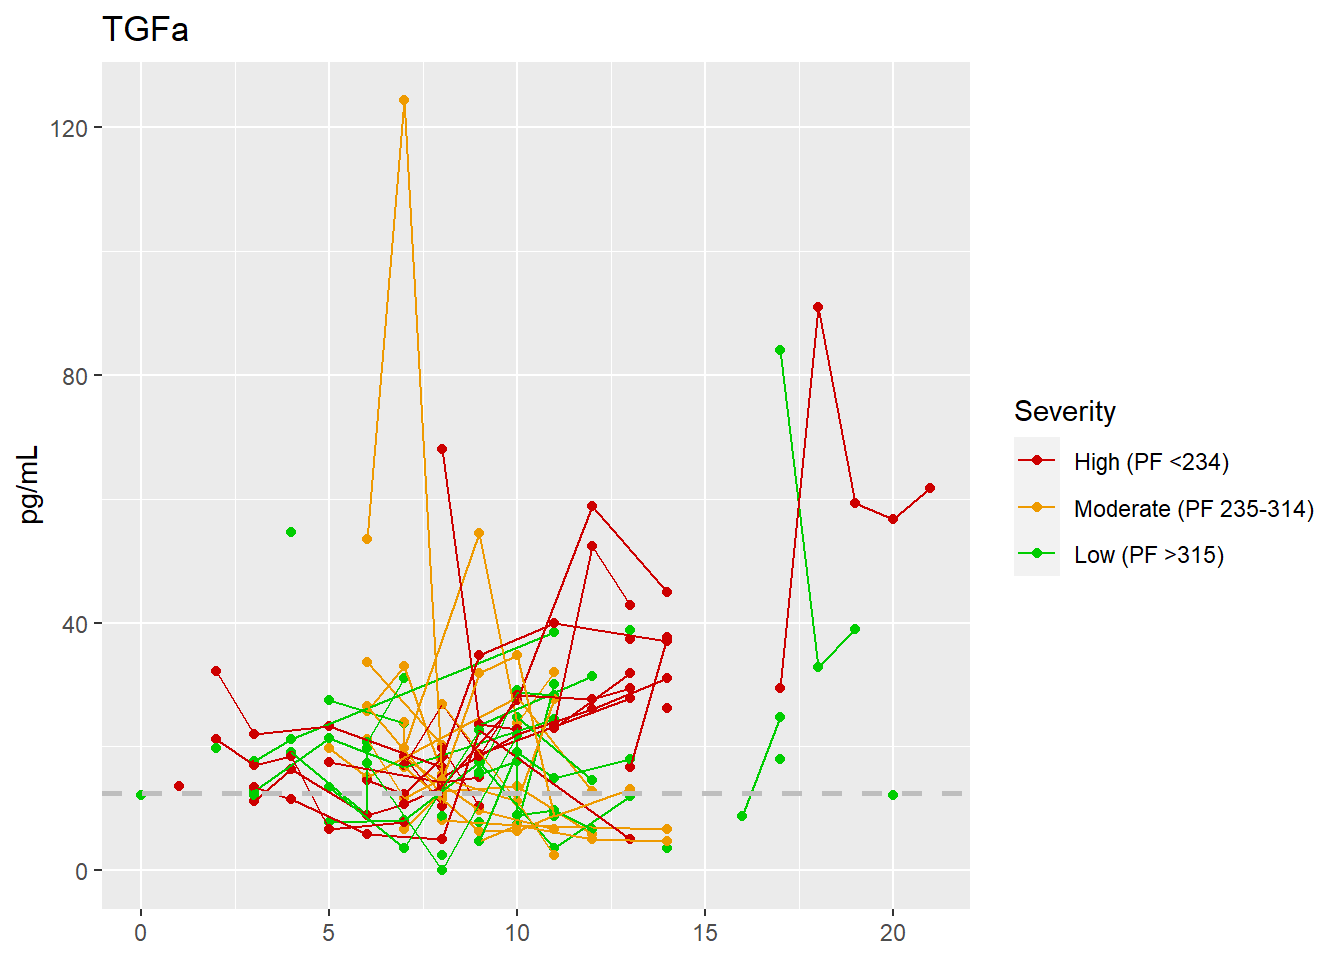 TGFa
120
80
40
0
pg/mL
0 5 10 15 20
Severity
High (PF <234)
Moderate (PF 235-314)
Low (PF >315)